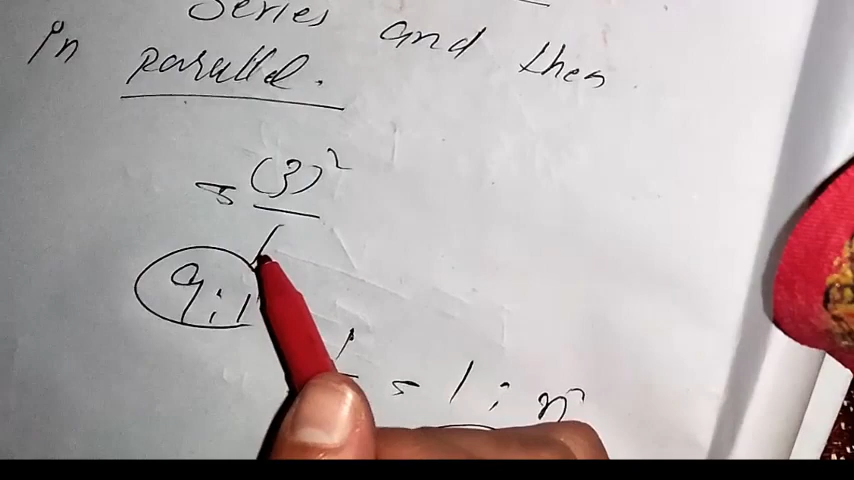 Series and then
in parallel.
= (3)²
9:1
= 1 : n²